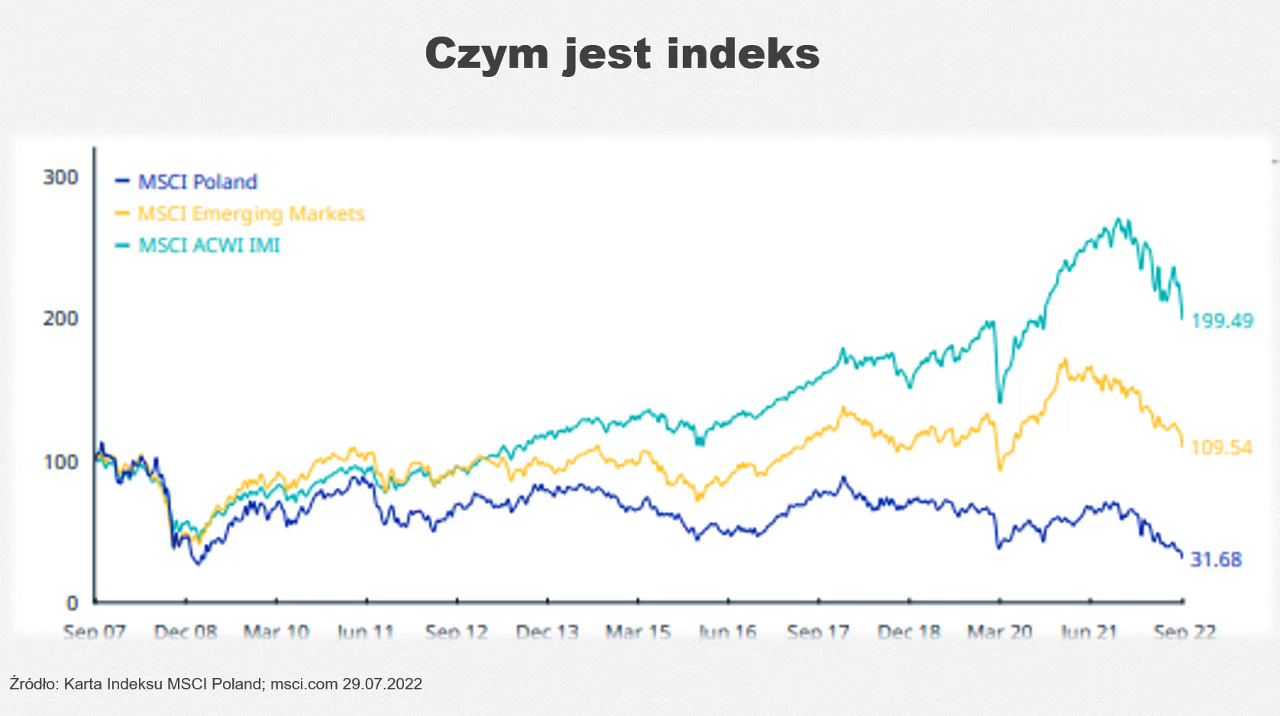 Czym jest indeks
300
MSCI Poland
MSCI Emerging Markets
MSCI ACWI IMI
200
199.49
100
109.54
31.68
0
Sep 07 Dec 08 Mar 10 Jun 11 Sep 12 Dec 13 Mar 15 Jun 16 Sep 17 Dec 18 Mar 20 Jun 21 Sep 22
Źródło: Karta Indeksu MSCI Poland; msci.com 29.07.2022